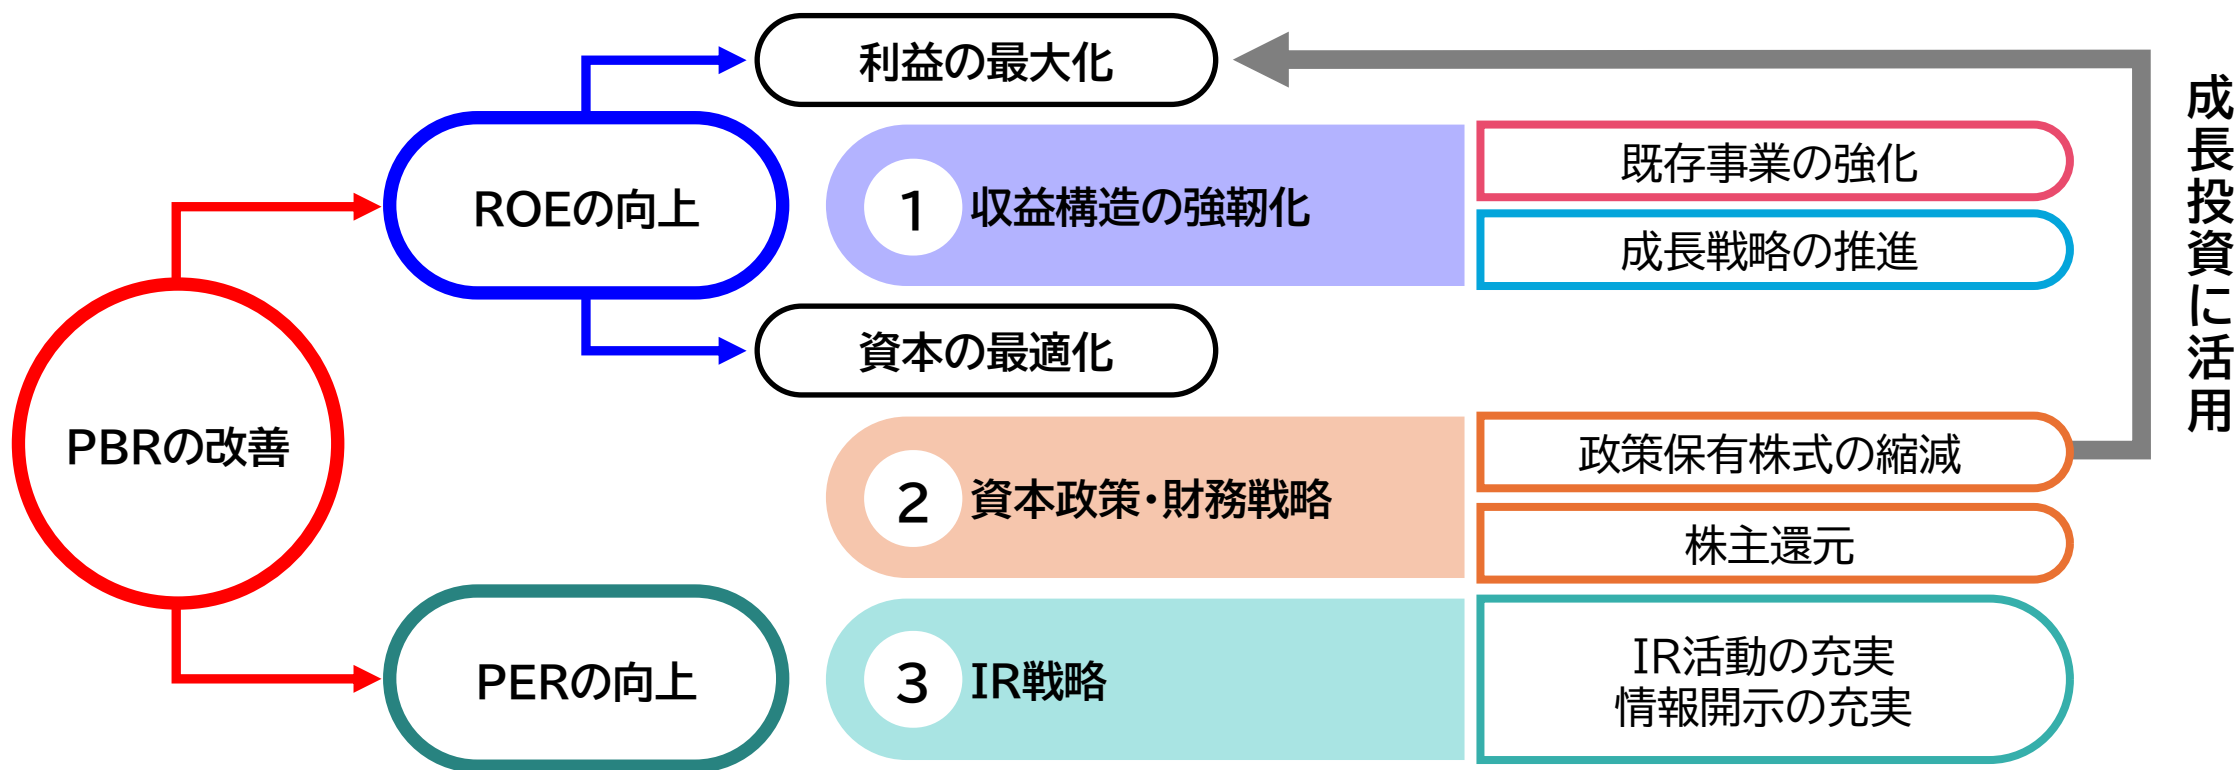 利益の最大化
ROEの向上
1 収益構造の強靭化
既存事業の強化
成長戦略の推進
資本の最適化
PBRの改善
2 資本政策・財務戦略
政策保有株式の縮減
株主還元
PERの向上
3 IR戦略
IR活動の充実
情報開示の充実
成長投資に活用